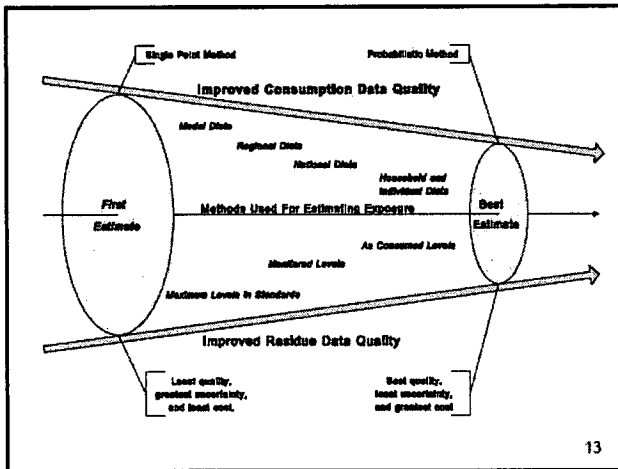 Single Point Method
Probabilistic Method
Improved Consumption Data Quality
Model Diets
Regional Diets
National Diets
Household and
Individual Diets
First
Estimate
Methods Used For Estimating Exposure
Best
Estimate
As Consumed Levels
Monitored Levels
Maximum Levels in Standards
Improved Residue Data Quality
Least quality,
greatest uncertainty,
and least cost.
Best quality,
least uncertainty,
and greatest cost
13